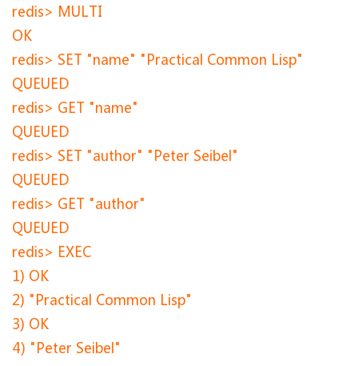 redis> MULTI
OK
redis> SET "name" "Practical Common Lisp"
QUEUED
redis> GET "name"
QUEUED
redis> SET "author" "Peter Seibel"
QUEUED
redis> GET "author"
QUEUED
redis> EXEC
1) OK
2) "Practical Common Lisp"
3) OK
4) "Peter Seibel"